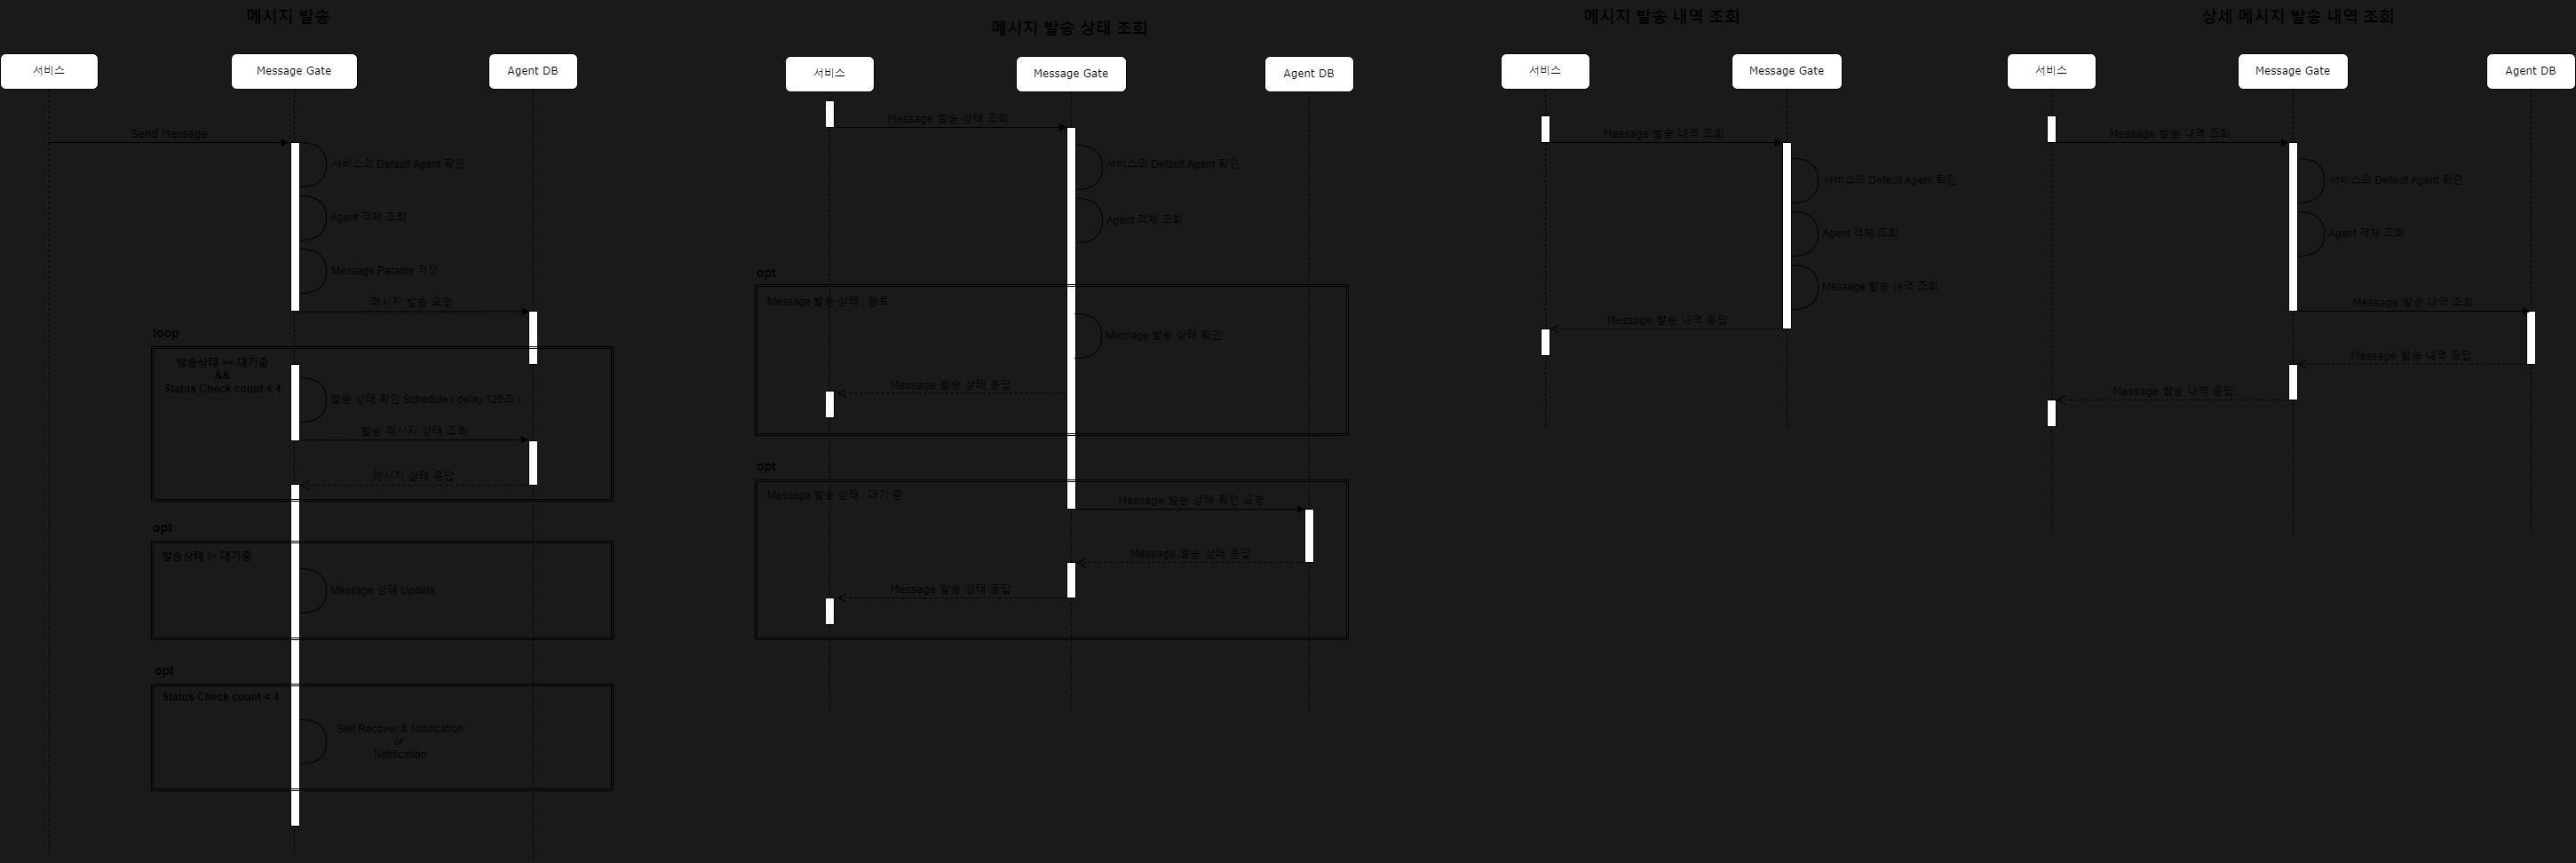 메시지 발송
서비스
Message Gate
Agent DB
Send Message
서비스의 Default Agent 확인
Agent 객체 조회
Message Params 저장
메시지 발송 요청
loop
발송상태 == 대기중
&&
Status Check count < 4
발송 상태 확인 Schedule ( delay 120초 )
발송 메시지 상태 조회
메시지 상태 응답
opt
발송상태 != 대기중
Message 상태 Update
opt
Status Check count < 4
Self Recover & Notification
or
Notification
메시지 발송 상태 조회
서비스
Message Gate
Agent DB
Message 발송 상태 조회
서비스의 Default Agent 확인
Agent 객체 조회
opt
Message 발송 상태 : 완료
Message 발송 상태 확인
Message 발송 상태 응답
opt
Message 발송 상태 : 대기 중
Message 발송 상태 확인 요청
Message 발송 상태 응답
Message 발송 상태 응답
메시지 발송 내역 조회
서비스
Message Gate
Message 발송 내역 조회
서비스의 Default Agent 확인
Agent 객체 조회
Message 발송 내역 조회
Message 발송 내역 응답
상세 메시지 발송 내역 조회
서비스
Message Gate
Agent DB
Message 발송 내역 조회
서비스의 Default Agent 확인
Agent 객체 조회
Message 발송 내역 조회
Message 발송 내역 응답
Message 발송 내역 응답